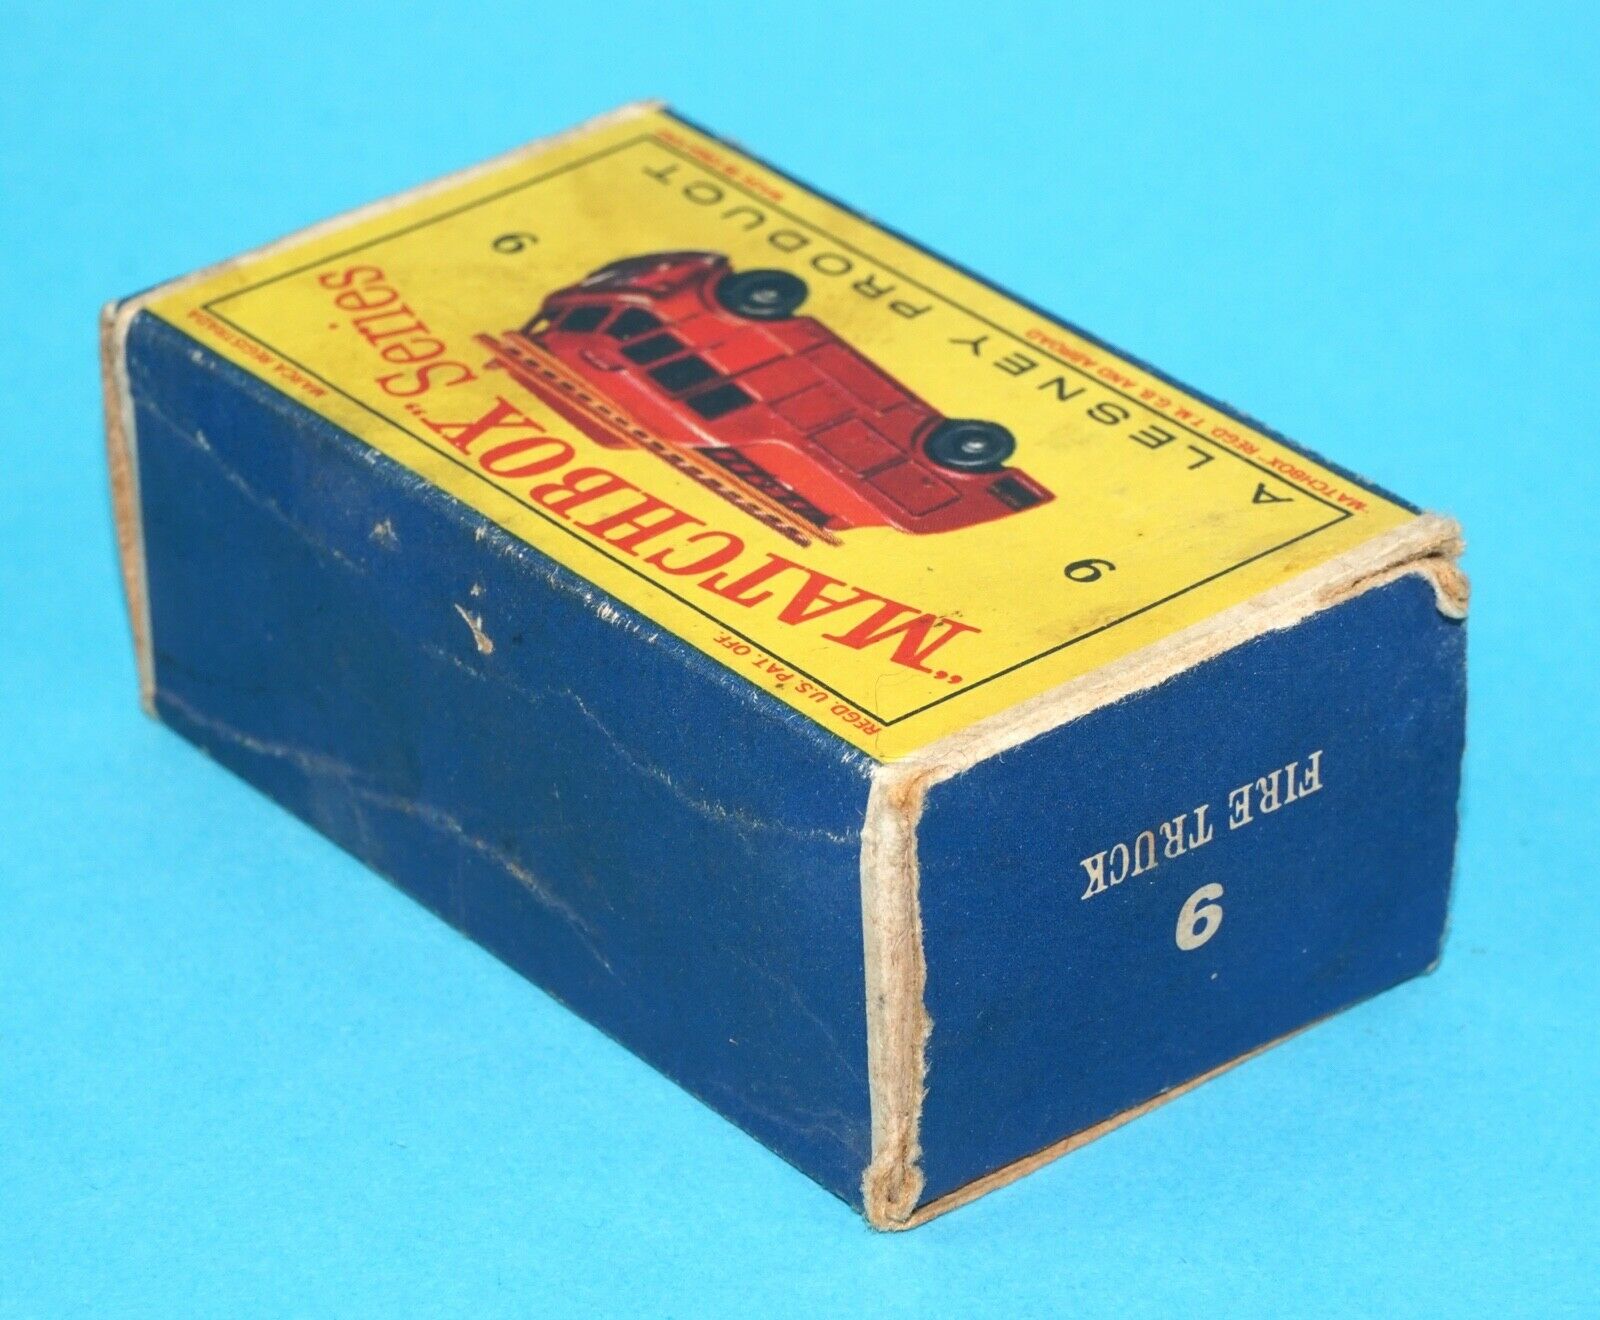 REGD. U.S. PAT. OFF. MARCA REGISTRADA
"MATCHBOX" Series
9 9
A LESNEY PRODUCT
"MATCHBOX" REGD. T.M. G.B. AND ABROAD
9
FIRE TRUCK